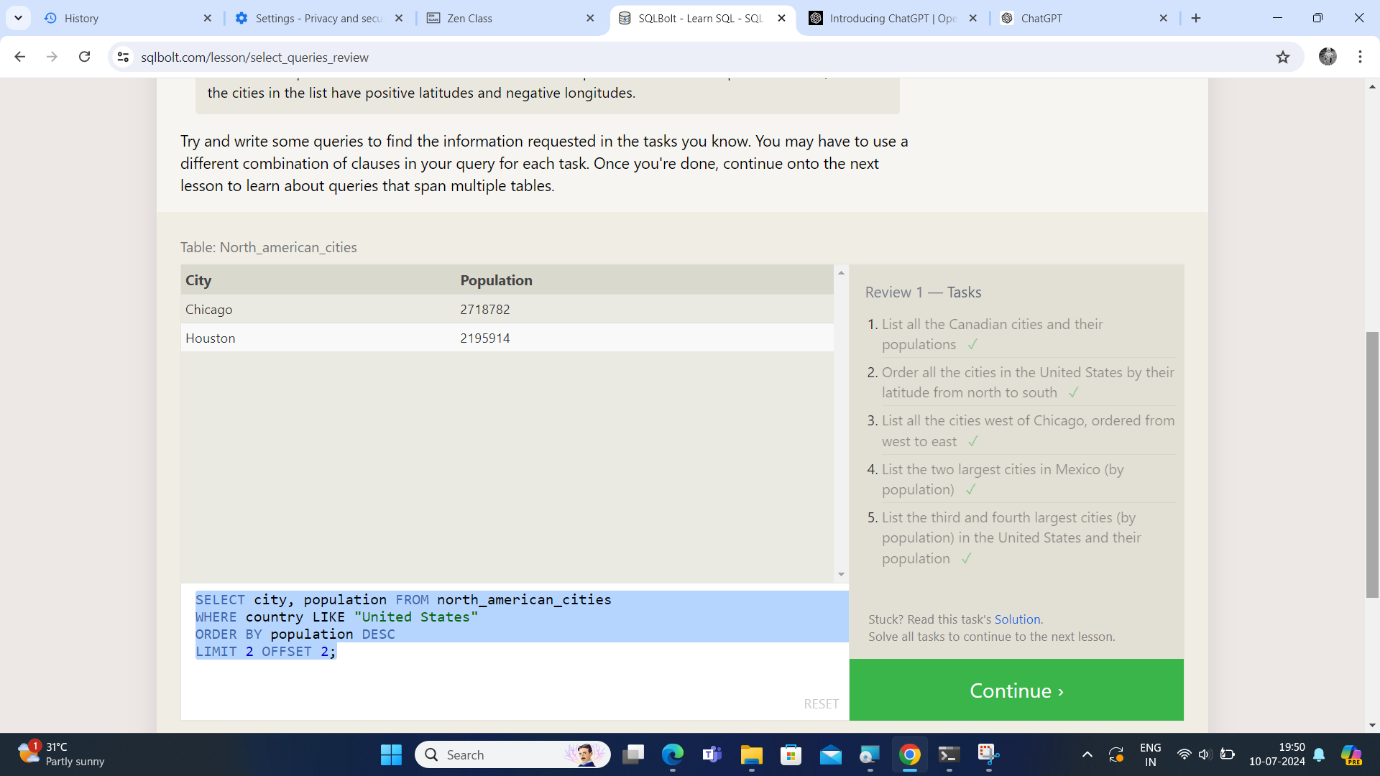 History
Settings - Privacy and secu
Zen Class
SQLBolt - Learn SQL - SQL
Introducing ChatGPT | Ope
ChatGPT
sqlbolt.com/lesson/select_queries_review
the cities in the list have positive latitudes and negative longitudes.
Try and write some queries to find the information requested in the tasks you know. You may have to use a
different combination of clauses in your query for each task. Once you're done, continue onto the next
lesson to learn about queries that span multiple tables.
Table: North_american_cities
City Population
Chicago 2718782
Houston 2195914
Review 1 — Tasks
1. List all the Canadian cities and their
populations ✓
2. Order all the cities in the United States by their
latitude from north to south ✓
3. List all the cities west of Chicago, ordered from
west to east ✓
4. List the two largest cities in Mexico (by
population) ✓
5. List the third and fourth largest cities (by
population) in the United States and their
population ✓
SELECT city, population FROM north_american_cities
WHERE country LIKE "United States"
ORDER BY population DESC
LIMIT 2 OFFSET 2;
RESET
Stuck? Read this task's Solution.
Solve all tasks to continue to the next lesson.
Continue ›
1
31°C
Partly sunny
Search
ENG
IN
19:50
10-07-2024
PRE